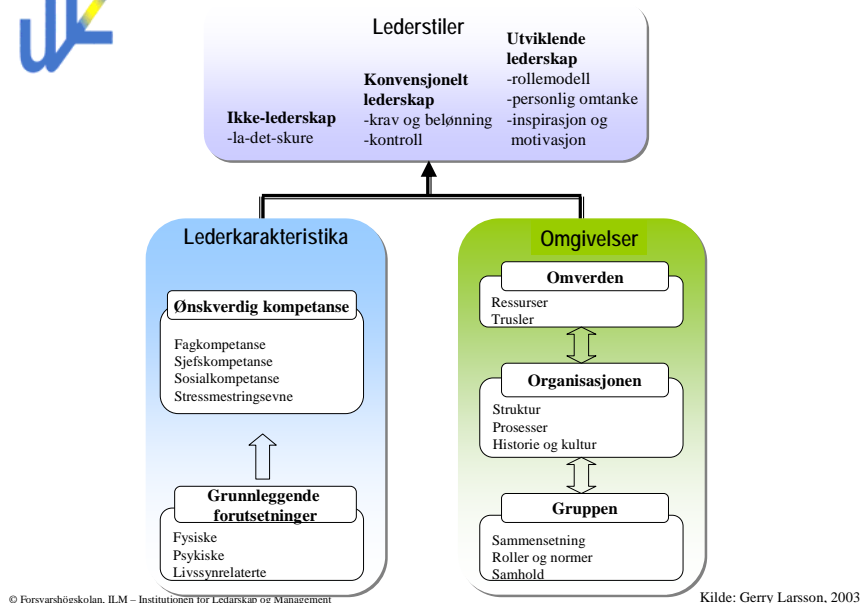 Lederstiler
Ikke-lederskap
-la-det-skure
Konvensjonelt
lederskap
-krav og belønning
-kontroll
Utviklende
lederskap
-rollemodell
-personlig omtanke
-inspirasjon og
motivasjon
Lederkarakteristika
Ønskverdig kompetanse
Fagkompetanse
Sjefskompetanse
Sosialkompetanse
Stressmestringsevne
Grunnleggende
forutsetninger
Fysiske
Psykiske
Livssynrelaterte
Omgivelser
Omverden
Ressurser
Trusler
Organisasjonen
Struktur
Prosesser
Historie og kultur
Gruppen
Sammensetning
Roller og normer
Samhold
© Forsvarshögskolan, ILM – Institutionen for Ledarskap og Management
Kilde: Gerry Larsson, 2003